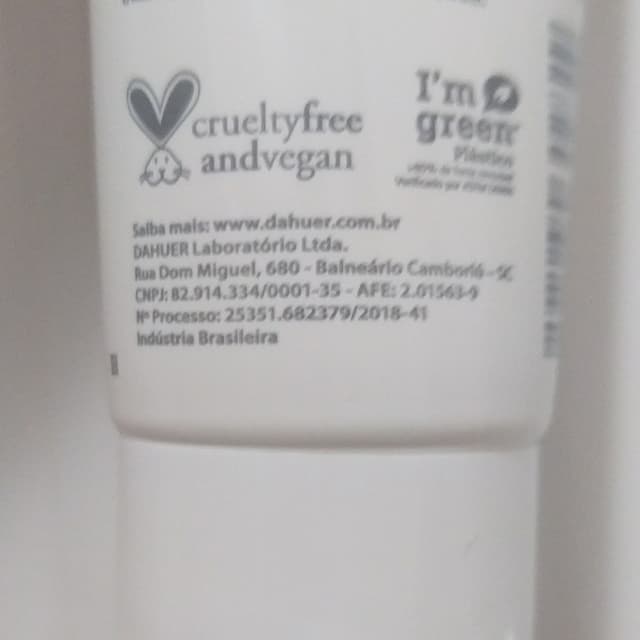 crueltyfree
andvegan
I'm
green
Plástico
Saiba mais: www.dahuer.com.br
DAHUER Laboratório Ltda.
Rua Dom Miguel, 680 - Balneário Camboriú - SC
CNPJ: 82.914.334/0001-35 - AFE: 2.01563-9
Nº Processo: 25351.682379/2018-41
Indústria Brasileira